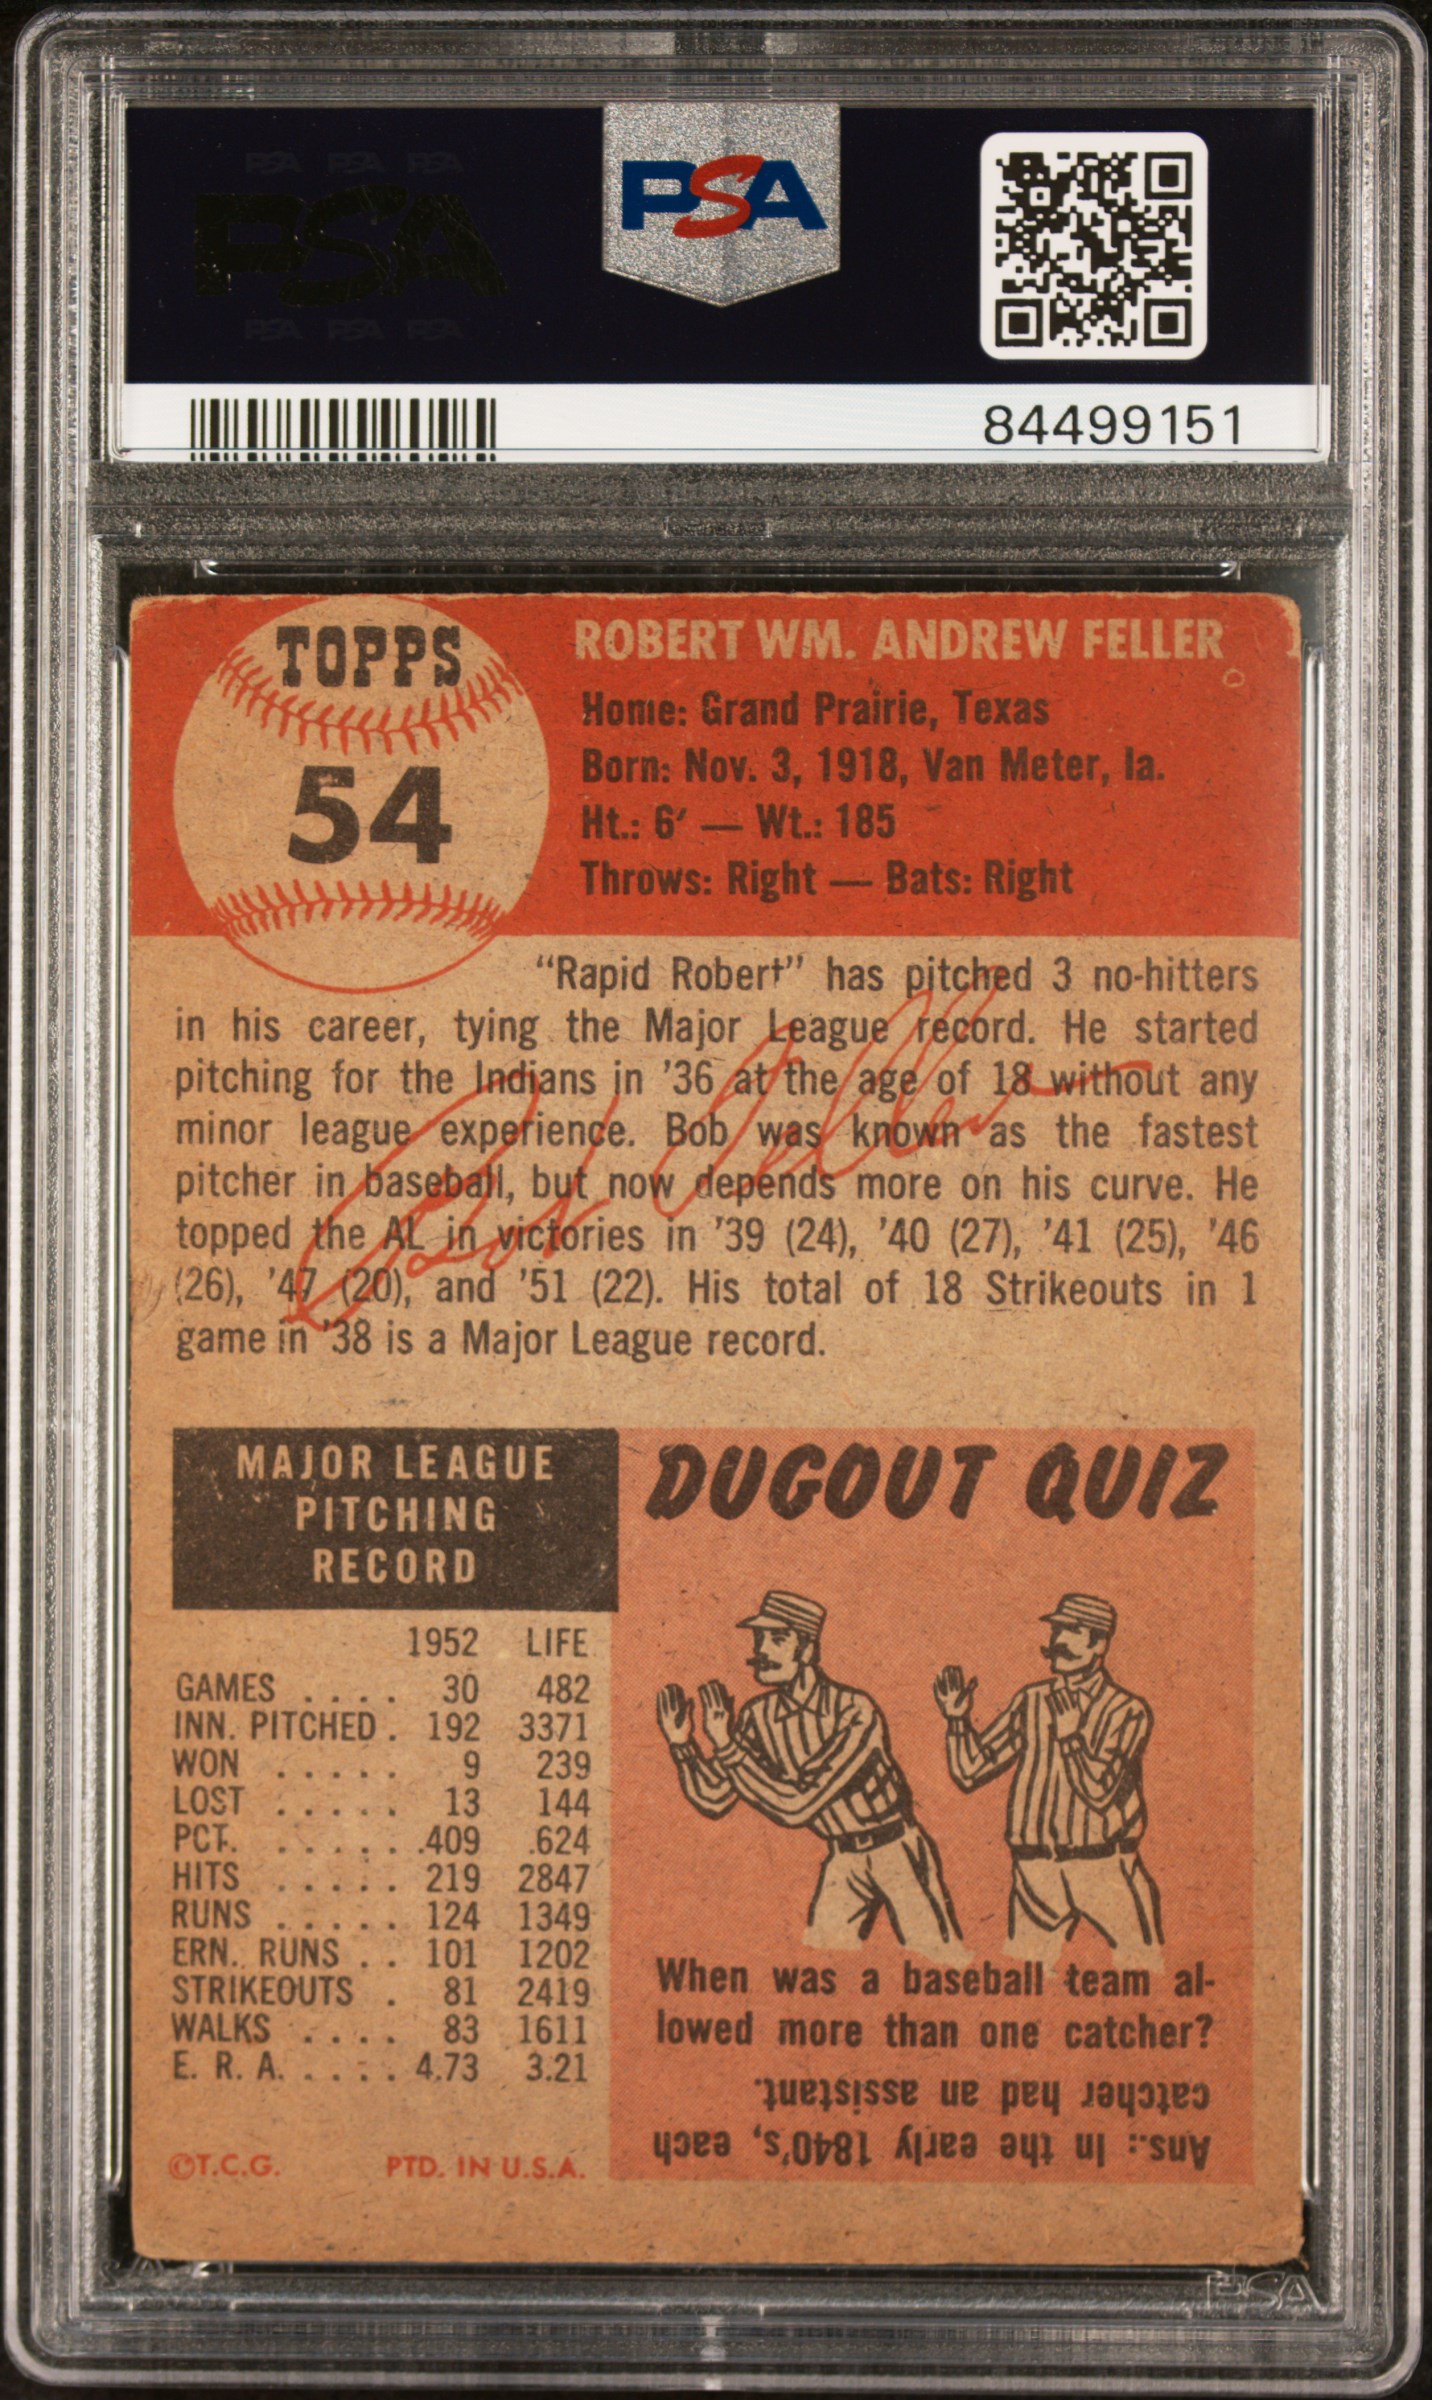 PSA PSA PSA
PSA
PSA PSA PSA
PSA
84499151
TOPPS
54
ROBERT WM. ANDREW FELLER
Home: Grand Prairie, Texas
Born: Nov. 3, 1918, Van Meter, Ia.
Ht.: 6′ — Wt.: 185
Throws: Right — Bats: Right
"Rapid Robert" has pitched 3 no-hitters
in his career, tying the Major League record. He started
pitching for the Indians in '36 at the age of 18 without any
minor league experience. Bob was known as the fastest
pitcher in baseball, but now depends more on his curve. He
topped the AL in victories in '39 (24), '40 (27), '41 (25), '46
(26), '47 (20), and '51 (22). His total of 18 Strikeouts in 1
game in '38 is a Major League record.
Bob Feller
MAJOR LEAGUE
PITCHING
RECORD
1952 LIFE
GAMES .... 30 482
INN. PITCHED . 192 3371
WON ..... 9 239
LOST ..... 13 144
PCT. ..... .409 .624
HITS ..... 219 2847
RUNS ..... 124 1349
ERN. RUNS .. 101 1202
STRIKEOUTS . 81 2419
WALKS .... 83 1611
E. R. A. .... 4.73 3.21
©T.C.G. PTD. IN U.S.A.
DUGOUT QUIZ
When was a baseball team al-
lowed more than one catcher?
Ans.: In the early 1840's, each
catcher had an assistant.
PSA